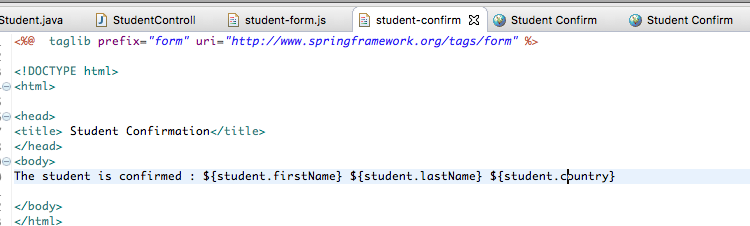 Student.java StudentControll student-form.js student-confirm Student Confirm Student Confirm
<%@ taglib prefix="form" uri="http://www.springframework.org/tags/form" %>
<!DOCTYPE html>
<html>
<head>
<title> Student Confirmation</title>
</head>
<body>
The student is confirmed : ${student.firstName} ${student.lastName} ${student.country}
</body>
</html>